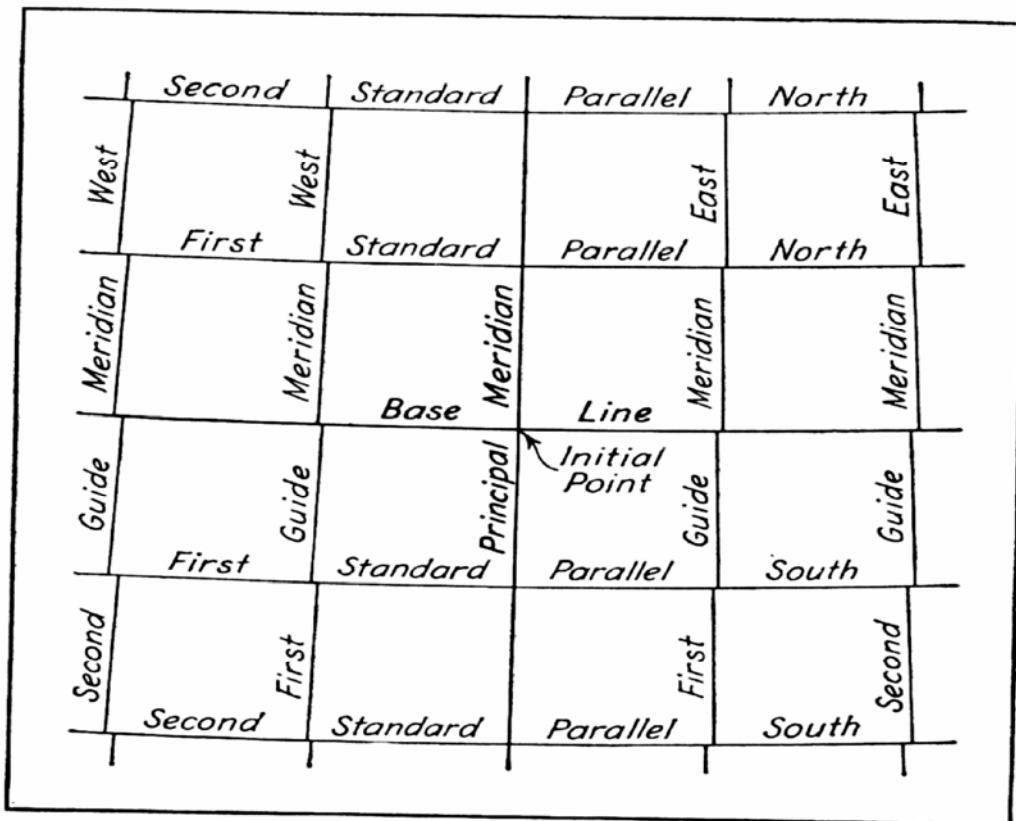 Second Standard Parallel North
Second Guide Meridian West
First Guide Meridian West
First Standard Parallel North
Principal Meridian
First Guide Meridian East
Second Guide Meridian East
Base Line
Initial
Point
First Standard Parallel South
Second Standard Parallel South